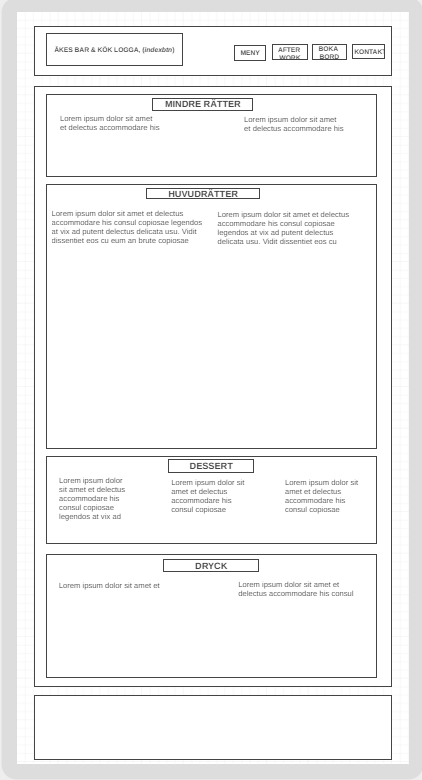 ÅKES BAR & KÖK LOGGA, (indexbtn)
MENY
AFTER
WORK
BOKA
BORD
KONTAKT
MINDRE RÄTTER
Lorem ipsum dolor sit amet
et delectus accommodare his
Lorem ipsum dolor sit amet
et delectus accommodare his
HUVUDRÄTTER
Lorem ipsum dolor sit amet et delectus
accommodare his consul copiosae legendos
at vix ad putent delectus delicata usu. Vidit
dissentiet eos cu eum an brute copiosae
Lorem ipsum dolor sit amet et delectus
accommodare his consul copiosae
legendos at vix ad putent delectus
delicata usu. Vidit dissentiet eos cu
DESSERT
Lorem ipsum dolor
sit amet et delectus
accommodare his
consul copiosae
legendos at vix ad
Lorem ipsum dolor sit
amet et delectus
accommodare his
consul copiosae
Lorem ipsum dolor sit
amet et delectus
accommodare his
consul copiosae
DRYCK
Lorem ipsum dolor sit amet et
Lorem ipsum dolor sit amet et
delectus accommodare his consul